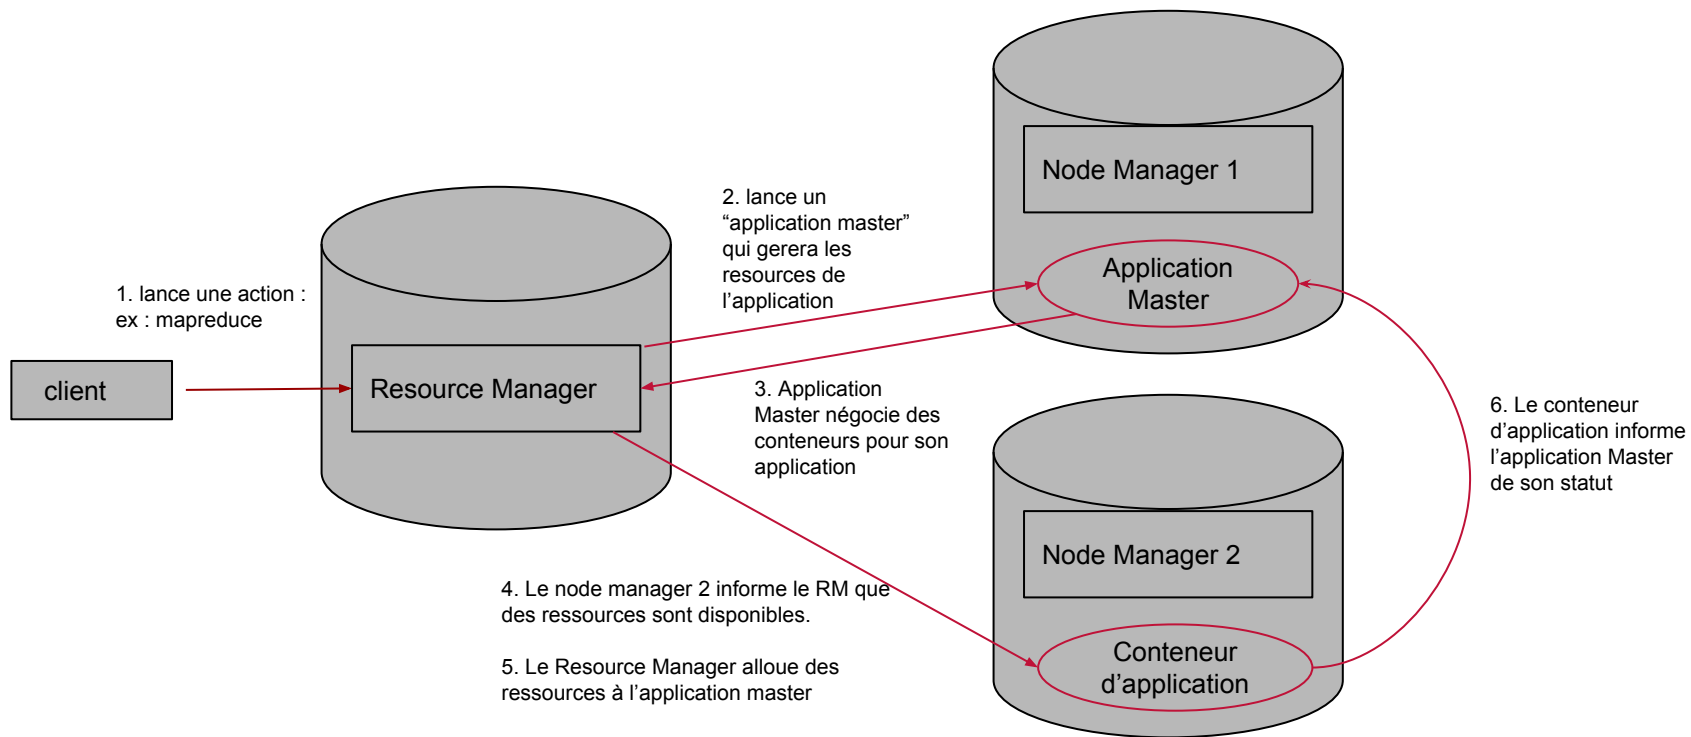 client
1. lance une action :
ex : mapreduce
Resource Manager
2. lance un
“application master”
qui gerera les
resources de
l’application
Node Manager 1
Application
Master
3. Application
Master négocie des
conteneurs pour son
application
4. Le node manager 2 informe le RM que
des ressources sont disponibles.
5. Le Resource Manager alloue des
ressources à l’application master
Node Manager 2
Conteneur
d’application
6. Le conteneur
d’application informe
l’application Master
de son statut